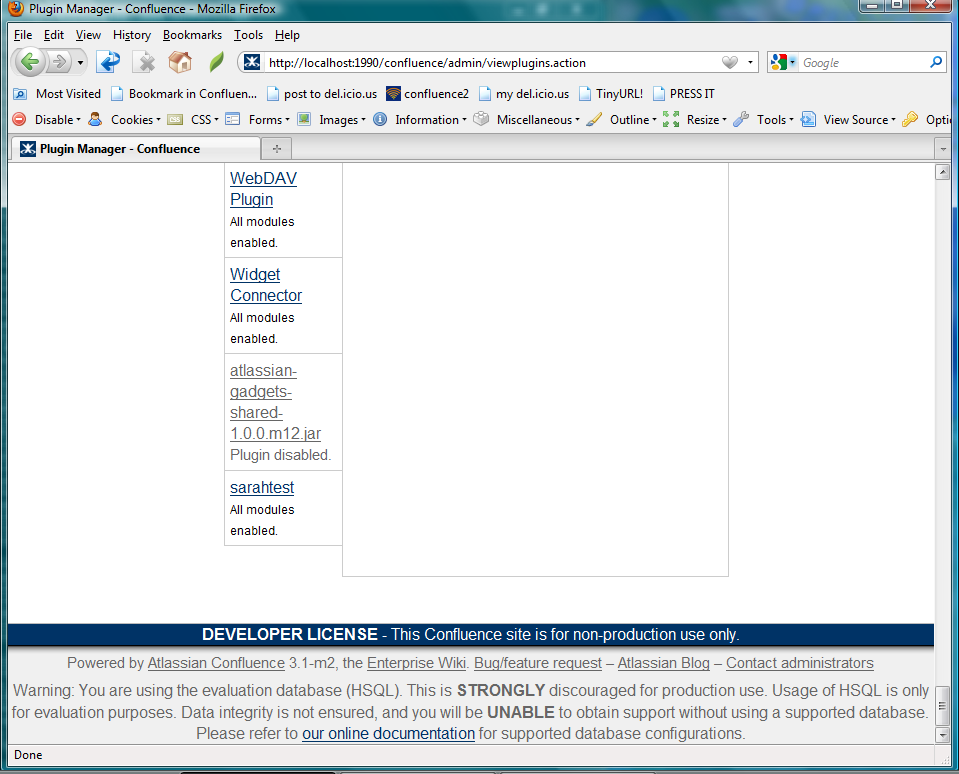 Plugin Manager - Confluence - Mozilla Firefox
File Edit View History Bookmarks Tools Help
http://localhost:1990/confluence/admin/viewplugins.action Google
Most Visited Bookmark in Confluen... post to del.icio.us confluence2 my del.icio.us TinyURL! PRESS IT
Disable Cookies CSS Forms Images Information Miscellaneous Outline Resize Tools View Source Opti
Plugin Manager - Confluence
WebDAV
Plugin
All modules
enabled.
Widget
Connector
All modules
enabled.
atlassian-
gadgets-
shared-
1.0.0.m12.jar
Plugin disabled.
sarahtest
All modules
enabled.
DEVELOPER LICENSE - This Confluence site is for non-production use only.
Powered by Atlassian Confluence 3.1-m2, the Enterprise Wiki. Bug/feature request – Atlassian Blog – Contact administrators
Warning: You are using the evaluation database (HSQL). This is STRONGLY discouraged for production use. Usage of HSQL is only
for evaluation purposes. Data integrity is not ensured, and you will be UNABLE to obtain support without using a supported database.
Please refer to our online documentation for supported database configurations.
Done